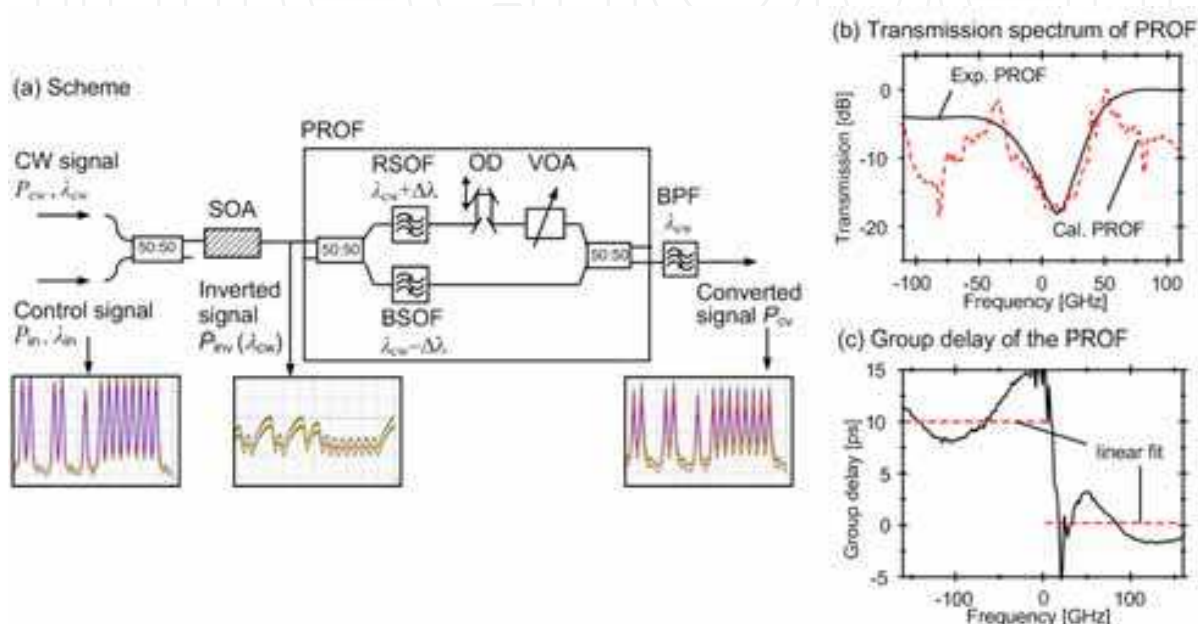 (a) Scheme
CW signal
P_cw, λ_cw
Control signal
P_in, λ_in
50:50
SOA
Inverted
signal
P_inv (λ_cw)
PROF
50:50
RSOF
λ_cw+Δλ
OD
VOA
BSOF
λ_cw−Δλ
50:50
BPF
λ_cw
Converted
signal P_cv
(b) Transmission spectrum of PROF
Transmission [dB]
0
-10
-20
Exp. PROF
Cal. PROF
-100
-50
0
50
100
Frequency [GHz]
(c) Group delay of the PROF
Group delay [ps]
15
10
5
0
-5
linear fit
-100
0
100
Frequency [GHz]